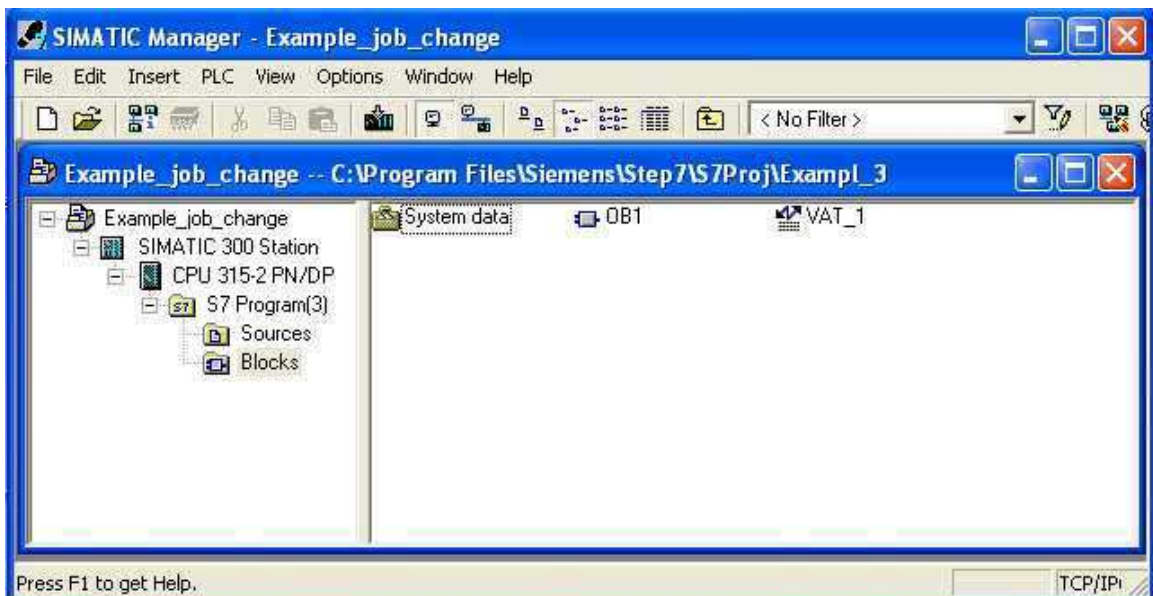 SIMATIC Manager - Example_job_change
File Edit Insert PLC View Options Window Help
< No Filter >
Example_job_change -- C:\Program Files\Siemens\Step7\S7Proj\Exampl_3
Example_job_change
SIMATIC 300 Station
CPU 315-2 PN/DP
S7 Program(3)
Sources
Blocks
System data OB1 VAT_1
Press F1 to get Help. TCP/IP